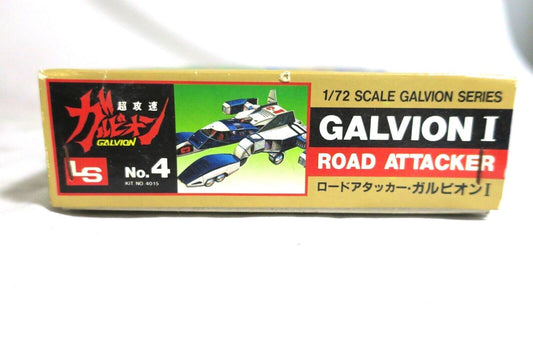 超攻速
ガルビオン
GALVION
LS
No. 4
KIT NO 4015
1/72 SCALE GALVION SERIES
GALVION I
ROAD ATTACKER
ロードアタッカー・ガルビオンI